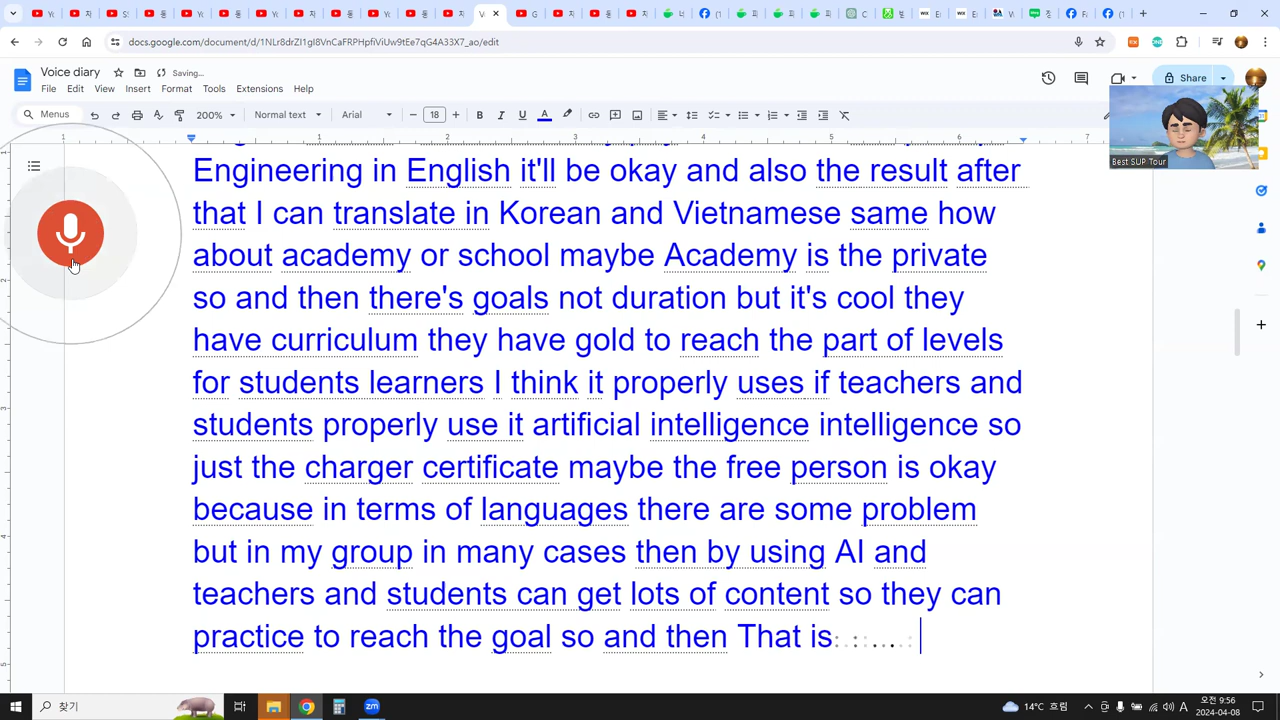 docs.google.com/document/d/1NLr8drZI1gI8VnCaFRPHpfiViUw9tEe7qG4A33X7_ao/edit
Voice diary
Saving...
File Edit View Insert Format Tools Extensions Help
Share
Menus
200%
Normal text
Arial
18
Best SUP Tour
Engineering in English it'll be okay and also the result after
that I can translate in Korean and Vietnamese same how
about academy or school maybe Academy is the private
so and then there's goals not duration but it's cool they
have curriculum they have gold to reach the part of levels
for students learners I think it properly uses if teachers and
students properly use it artificial intelligence intelligence so
just the charger certificate maybe the free person is okay
because in terms of languages there are some problem
but in my group in many cases then by using AI and
teachers and students can get lots of content so they can
practice to reach the goal so and then That is
찾기
14°C 흐림
오전 9:56
2024-04-08